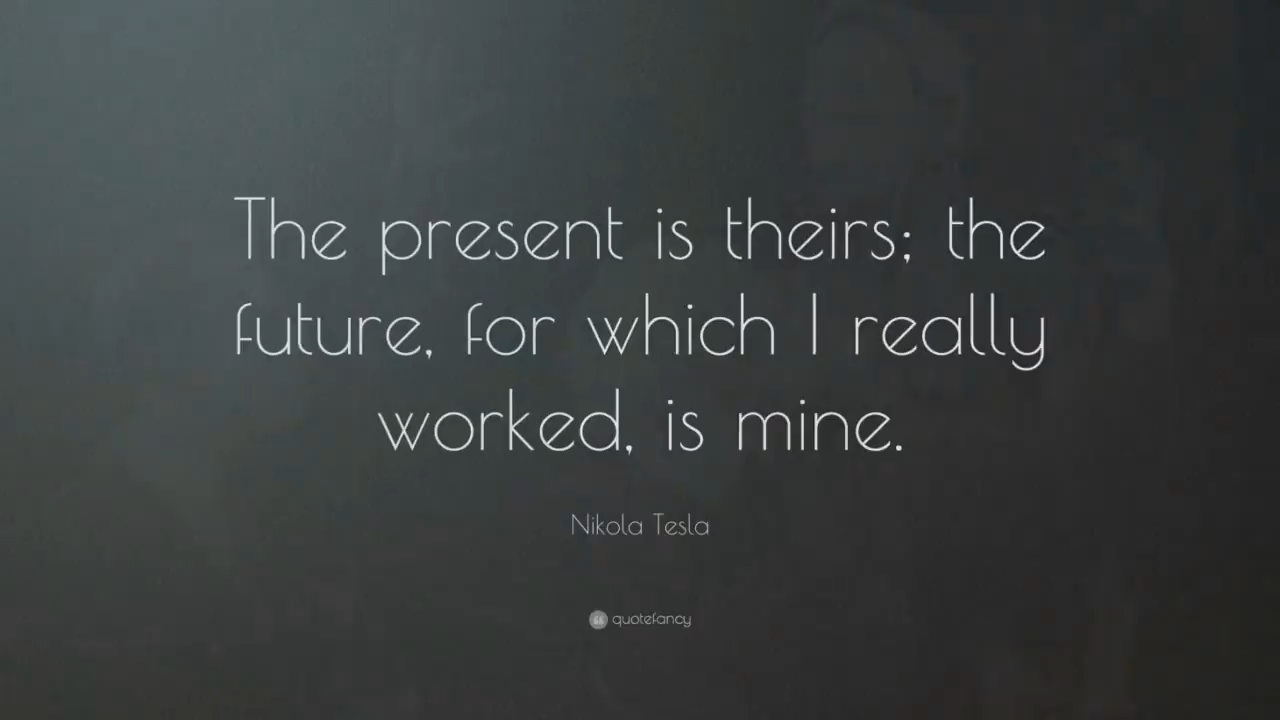 The present is theirs; the
future, for which I really
worked, is mine.
Nikola Tesla
quotefancy